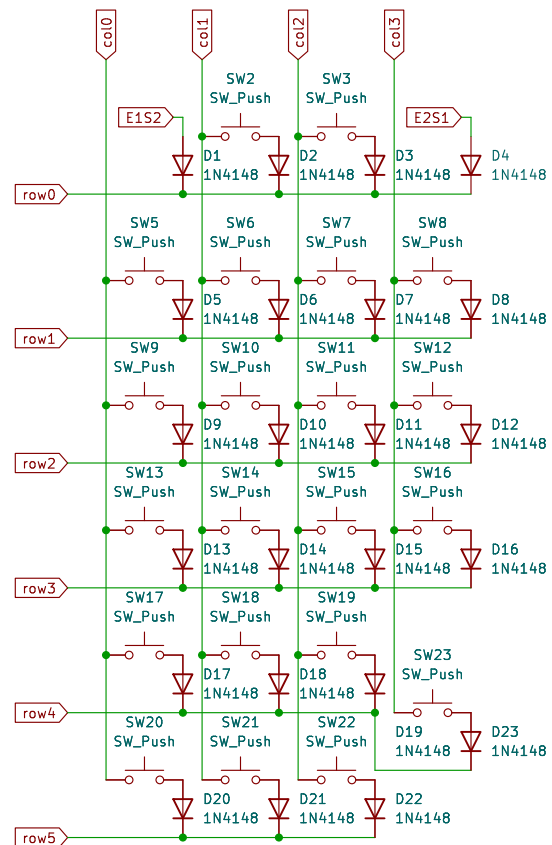 col0 col1 col2 col3
SW2 SW3
SW_Push SW_Push
E1S2 E2S1
D1 D2 D3 D4
1N4148 1N4148 1N4148 1N4148
row0
SW5 SW6 SW7 SW8
SW_Push SW_Push SW_Push SW_Push
D5 D6 D7 D8
1N4148 1N4148 1N4148 1N4148
row1
SW9 SW10 SW11 SW12
SW_Push SW_Push SW_Push SW_Push
D9 D10 D11 D12
1N4148 1N4148 1N4148 1N4148
row2
SW13 SW14 SW15 SW16
SW_Push SW_Push SW_Push SW_Push
D13 D14 D15 D16
1N4148 1N4148 1N4148 1N4148
row3
SW17 SW18 SW19
SW_Push SW_Push SW_Push
SW23
SW_Push
D17 D18
1N4148 1N4148
row4
D19 D23
1N4148 1N4148
SW20 SW21 SW22
SW_Push SW_Push SW_Push
D20 D21 D22
1N4148 1N4148 1N4148
row5